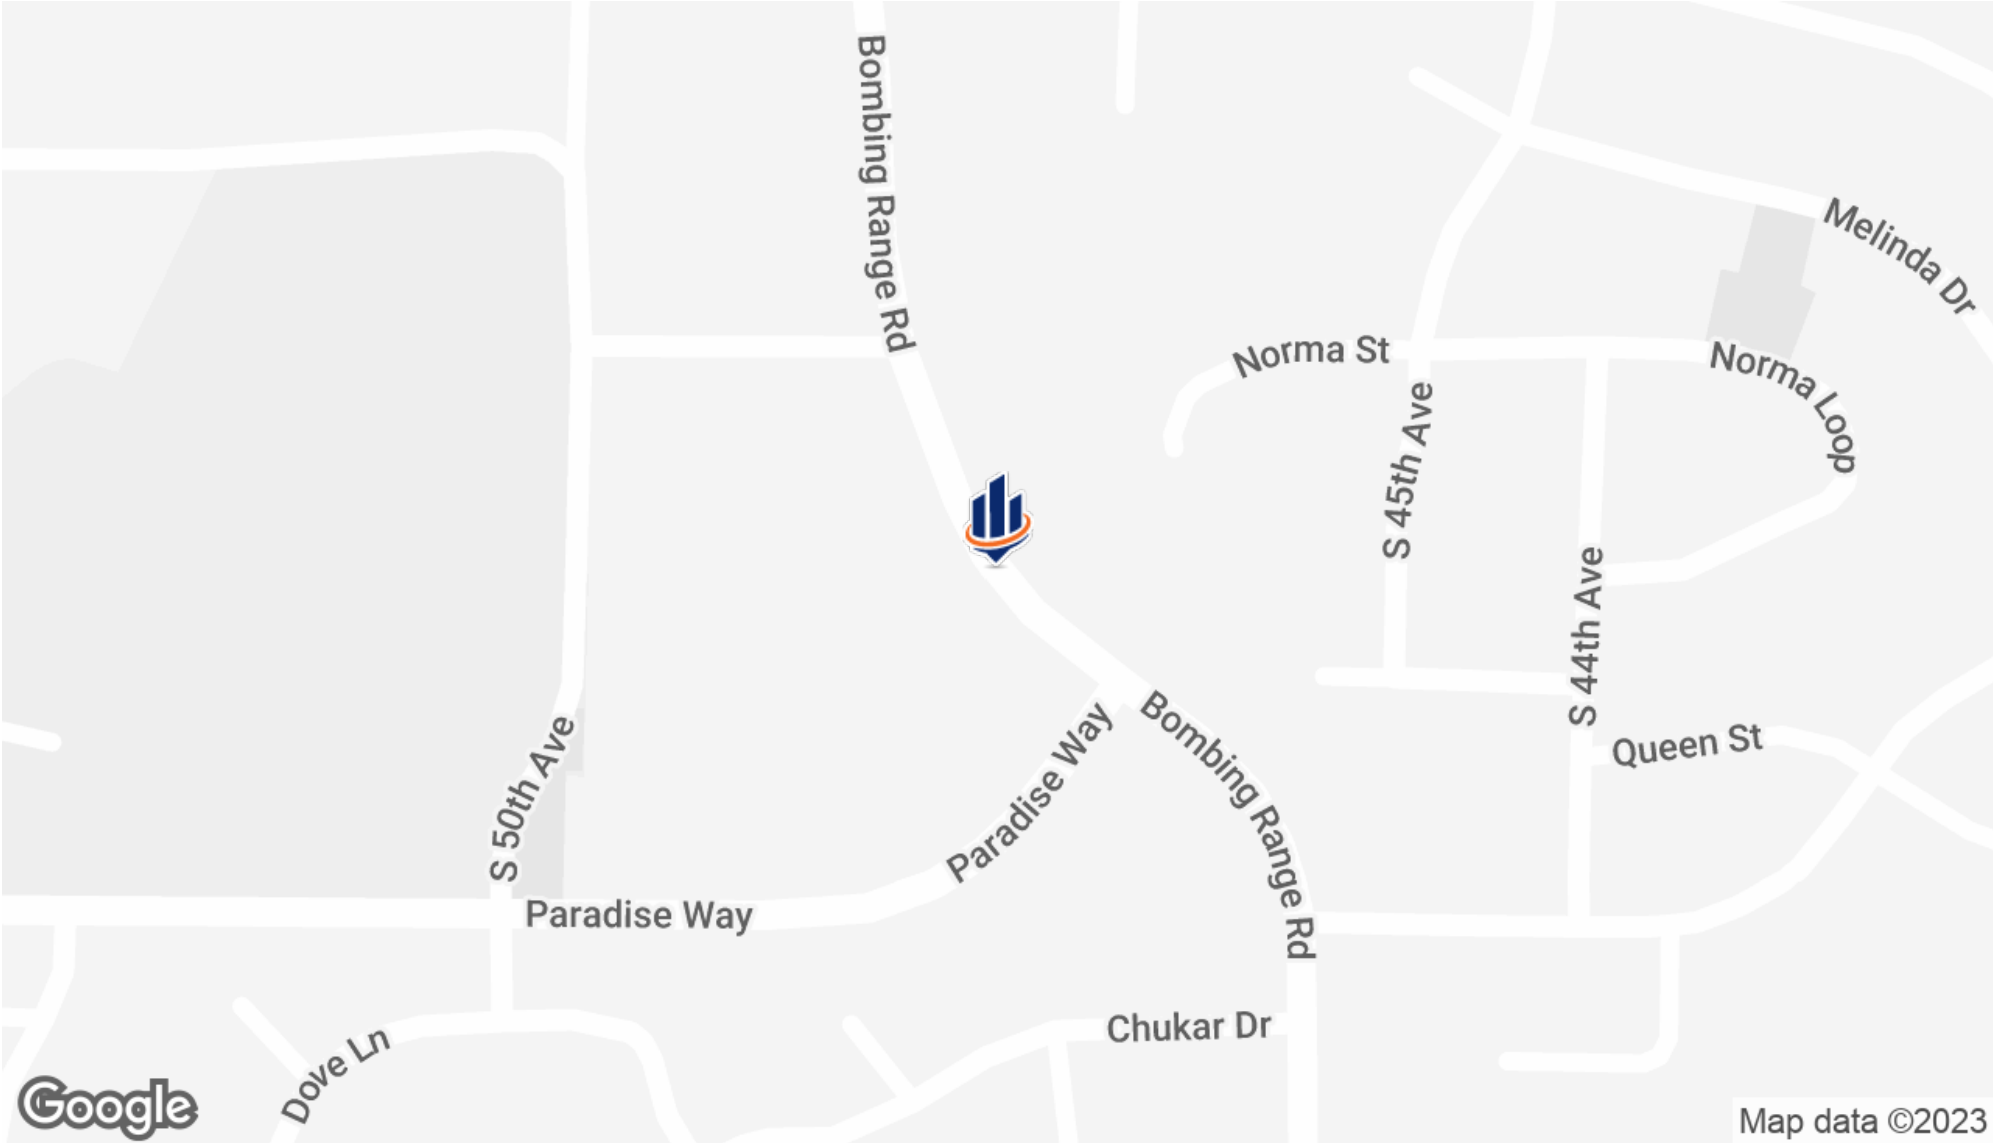 Bombing Range Rd
Melinda Dr
Norma St
Norma Loop
S 45th Ave
S 44th Ave
S 50th Ave
Bombing Range Rd
Queen St
Paradise Way
Paradise Way
Chukar Dr
Dove Ln
Google
Map data ©2023